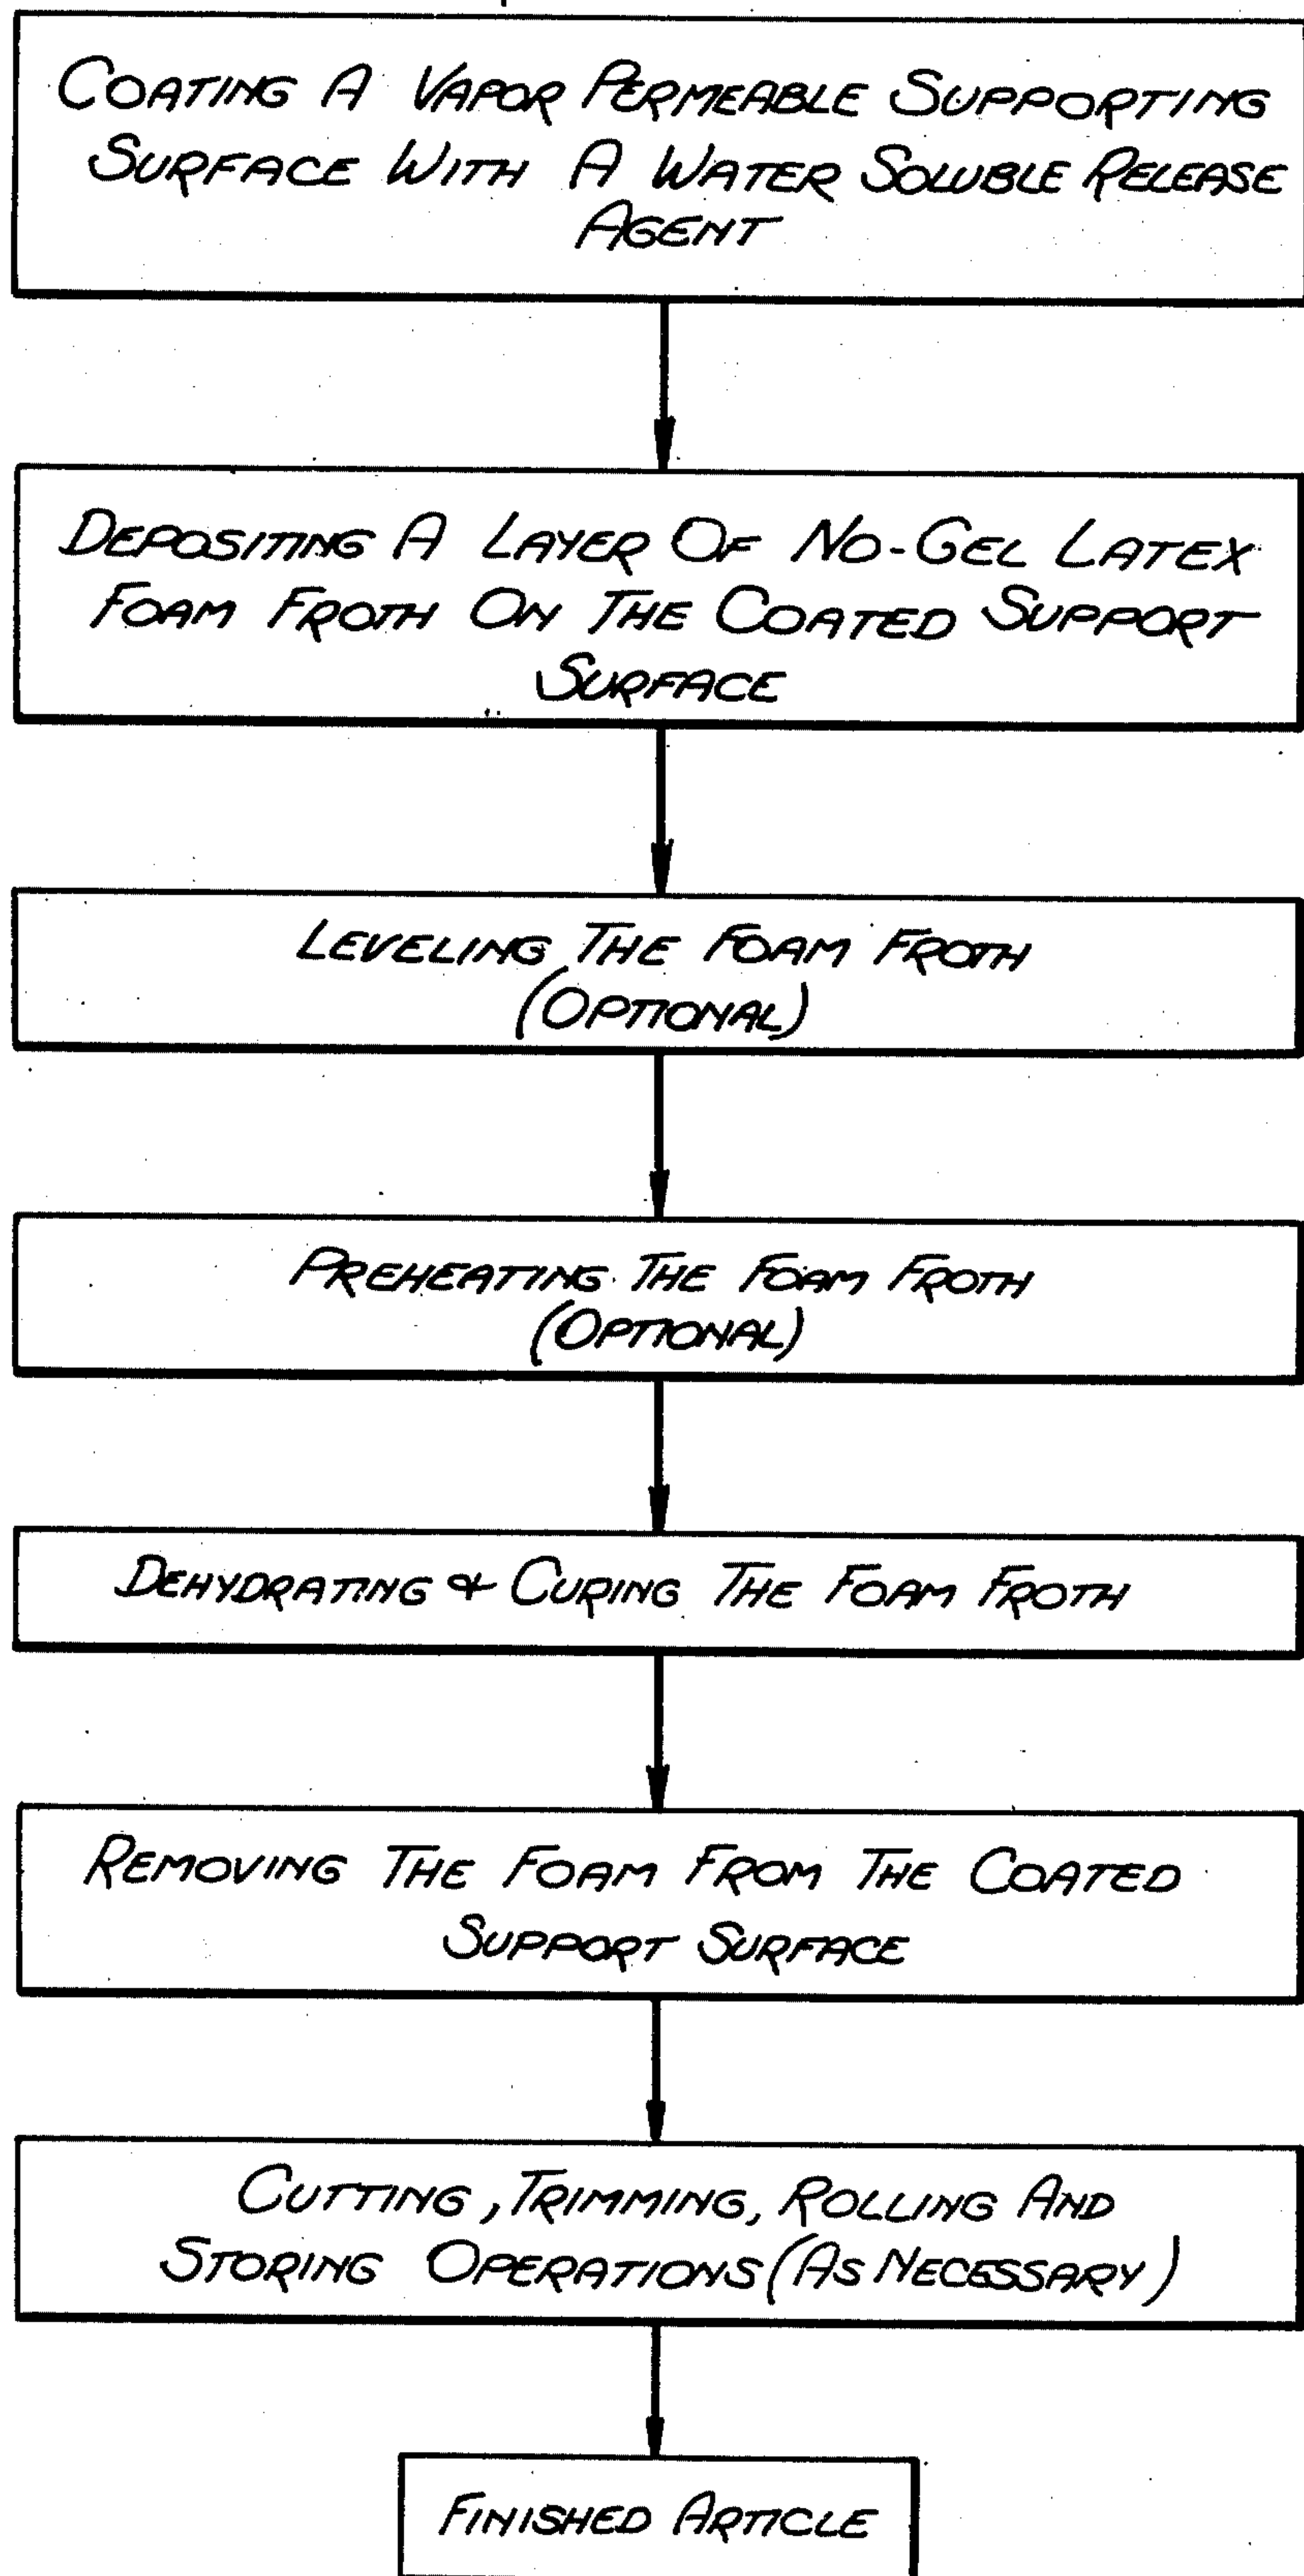 COATING A VAPOR PERMEABLE SUPPORTING
SURFACE WITH A WATER SOLUBLE RELEASE
AGENT
DEPOSITING A LAYER OF NO-GEL LATEX
FOAM FROTH ON THE COATED SUPPORT
SURFACE
LEVELING THE FOAM FROTH
(OPTIONAL)
PREHEATING THE FOAM FROTH
(OPTIONAL)
DEHYDRATING & CURING THE FOAM FROTH
REMOVING THE FOAM FROM THE COATED
SUPPORT SURFACE
CUTTING, TRIMMING, ROLLING AND
STORING OPERATIONS (AS NECESSARY)
FINISHED ARTICLE